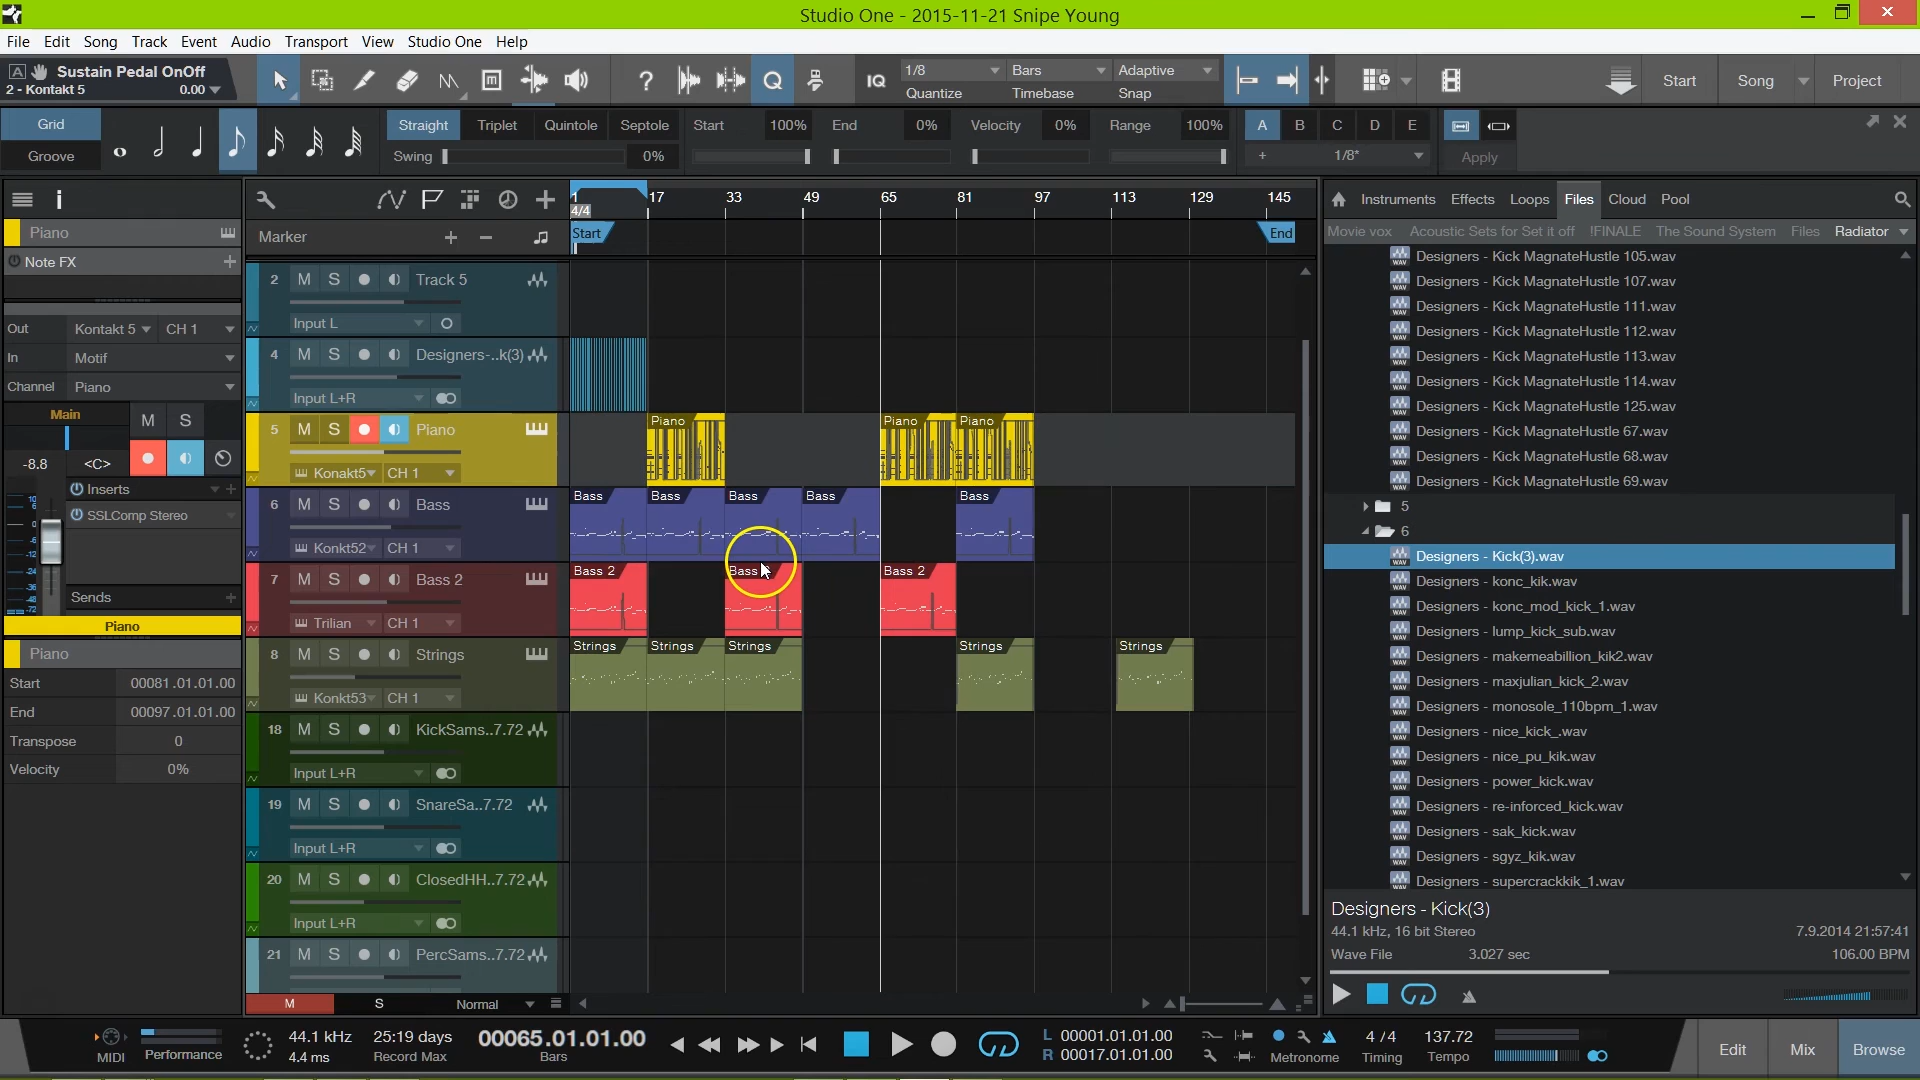 Studio One - 2015-11-21 Snipe Young
File Edit Song Track Event Audio Transport View Studio One Help
A Sustain Pedal OnOff
2 - Kontakt 5 0.00
? Q IQ 1/8 Bars Adaptive
Quantize Timebase Snap
Start Song Project
Grid
Groove
Straight Triplet Quintole Septole Start 100% End 0% Velocity 0% Range 100% A B C D E
Swing 0% + 1/8* Apply
i
1 17 33 49 65 81 97 113 129 145
4/4
Marker
Start End
Piano
Note FX
Out Kontakt 5 CH 1
In Motif
Channel Piano
Main M S
-8.8 <C>
Inserts
SSLComp Stereo
Sends
Piano
Piano
Start 00081.01.01.00
End 00097.01.01.00
Transpose 0
Velocity 0%
2 M S Track 5
Input L
4 M S Designers-..k(3)
Input L+R
5 M S Piano
Konakt5 CH 1
Piano Piano Piano
6 M S Bass
Konkt52 CH 1
Bass Bass Bass Bass Bass
7 M S Bass 2
Trilian CH 1
Bass 2 Bass Bass 2
8 M S Strings
Konkt53 CH 1
Strings Strings Strings Strings Strings
18 M S KickSams..7.72
Input L+R
19 M S SnareSa..7.72
Input L+R
20 M S ClosedHH..7.72
Input L+R
21 M S PercSams..7.72
M S Normal
Instruments Effects Loops Files Cloud Pool
Movie vox Acoustic Sets for Set it off !FINALE The Sound System Files Radiator
Designers - Kick MagnateHustle 105.wav
Designers - Kick MagnateHustle 107.wav
Designers - Kick MagnateHustle 111.wav
Designers - Kick MagnateHustle 112.wav
Designers - Kick MagnateHustle 113.wav
Designers - Kick MagnateHustle 114.wav
Designers - Kick MagnateHustle 125.wav
Designers - Kick MagnateHustle 67.wav
Designers - Kick MagnateHustle 68.wav
Designers - Kick MagnateHustle 69.wav
5
6
Designers - Kick(3).wav
Designers - konc_kik.wav
Designers - konc_mod_kick_1.wav
Designers - lump_kick_sub.wav
Designers - makemeabillion_kik2.wav
Designers - maxjulian_kick_2.wav
Designers - monosole_110bpm_1.wav
Designers - nice_kick_.wav
Designers - nice_pu_kik.wav
Designers - power_kick.wav
Designers - re-inforced_kick.wav
Designers - sak_kick.wav
Designers - sgyz_kik.wav
Designers - supercrackkik_1.wav
Designers - Kick(3)
44.1 kHz, 16 bit Stereo 7.9.2014 21:57:41
Wave File 3.027 sec 106.00 BPM
MIDI Performance 44.1 kHz 25:19 days 00065.01.01.00
4.4 ms Record Max Bars
L 00001.01.01.00
R 00017.01.01.00
Metronome 4 / 4 137.72
Timing Tempo
Edit Mix Browse